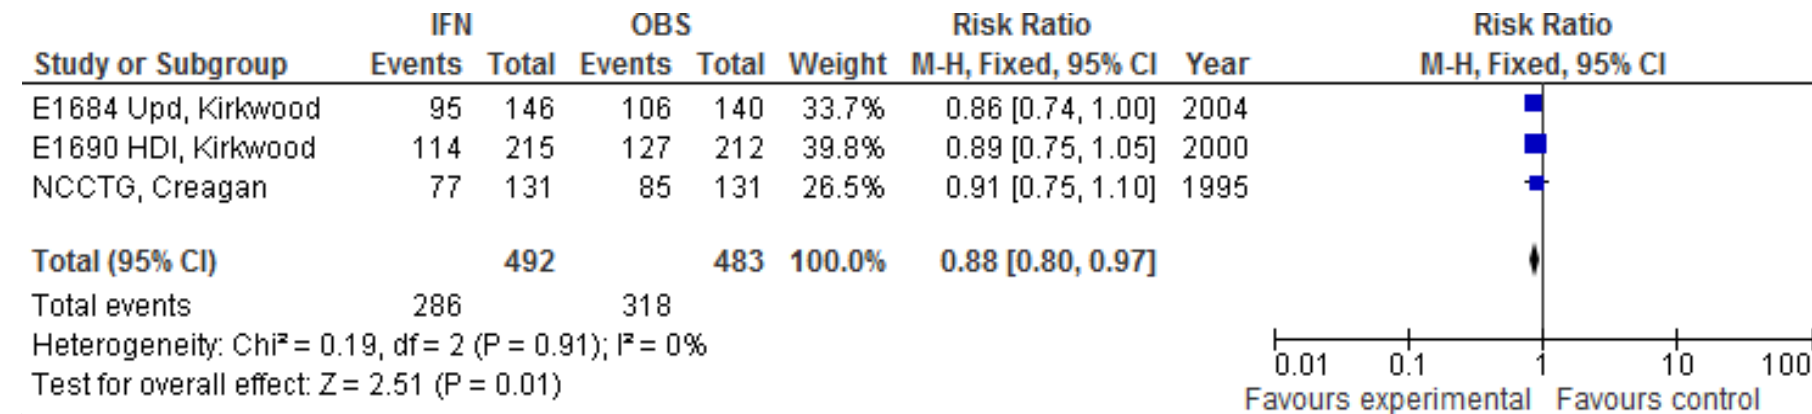 IFN OBS Risk Ratio Risk Ratio
Study or Subgroup Events Total Events Total Weight M-H, Fixed, 95% CI Year M-H, Fixed, 95% CI
E1684 Upd, Kirkwood 95 146 106 140 33.7% 0.86 [0.74, 1.00] 2004
E1690 HDI, Kirkwood 114 215 127 212 39.8% 0.89 [0.75, 1.05] 2000
NCCTG, Creagan 77 131 85 131 26.5% 0.91 [0.75, 1.10] 1995
Total (95% CI) 492 483 100.0% 0.88 [0.80, 0.97]
Total events 286 318
Heterogeneity: Chi² = 0.19, df = 2 (P = 0.91); I² = 0%
Test for overall effect: Z = 2.51 (P = 0.01)
0.01 0.1 1 10 100
Favours experimental Favours control